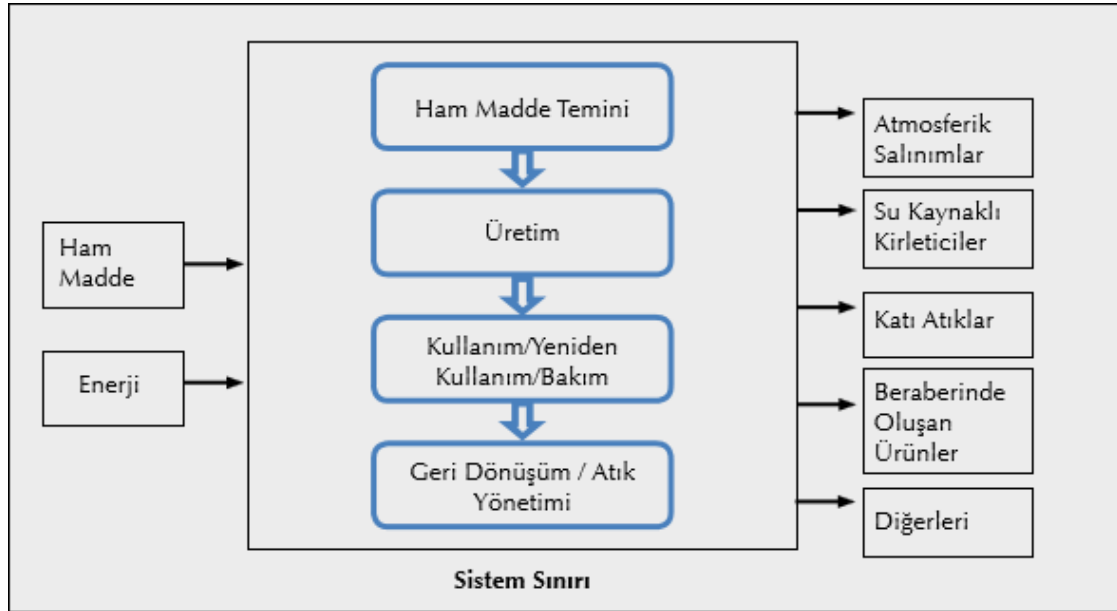 Ham Madde Temini
Üretim
Kullanım/Yeniden
Kullanım/Bakım
Geri Dönüşüm / Atık
Yönetimi
Ham
Madde
Enerji
Atmosferik
Salınımlar
Su Kaynaklı
Kirleticiler
Katı Atıklar
Beraberinde
Oluşan
Ürünler
Diğerleri
Sistem Sınırı